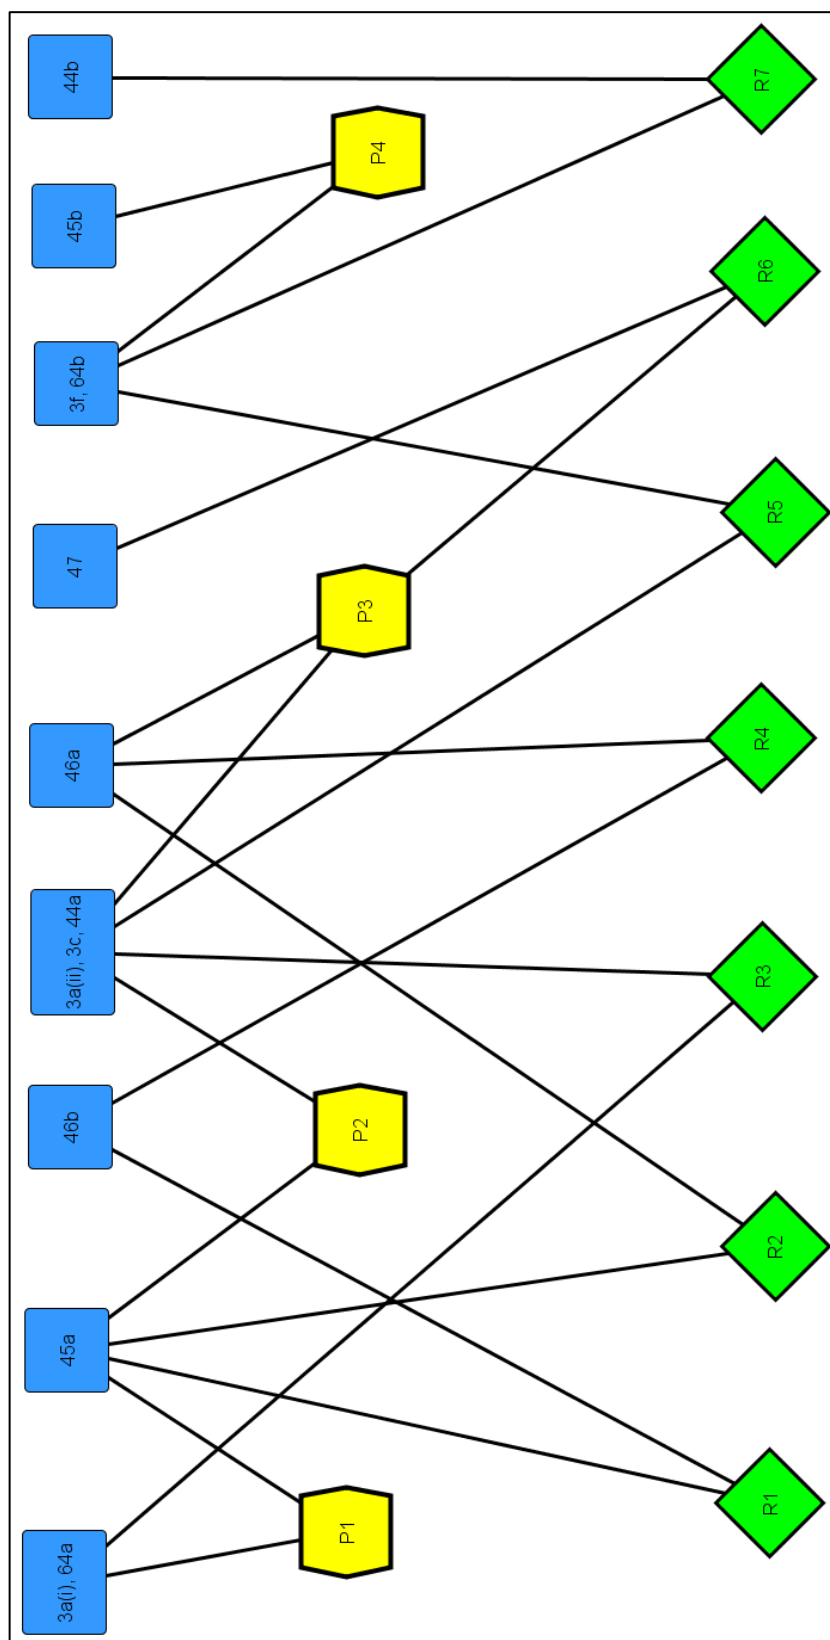 3a(i), 64a
45a
46b
3a(ii), 3c, 44a
46a
47
3f, 64b
45b
44b
P1
P2
P3
P4
R1
R2
R3
R4
R5
R6
R7